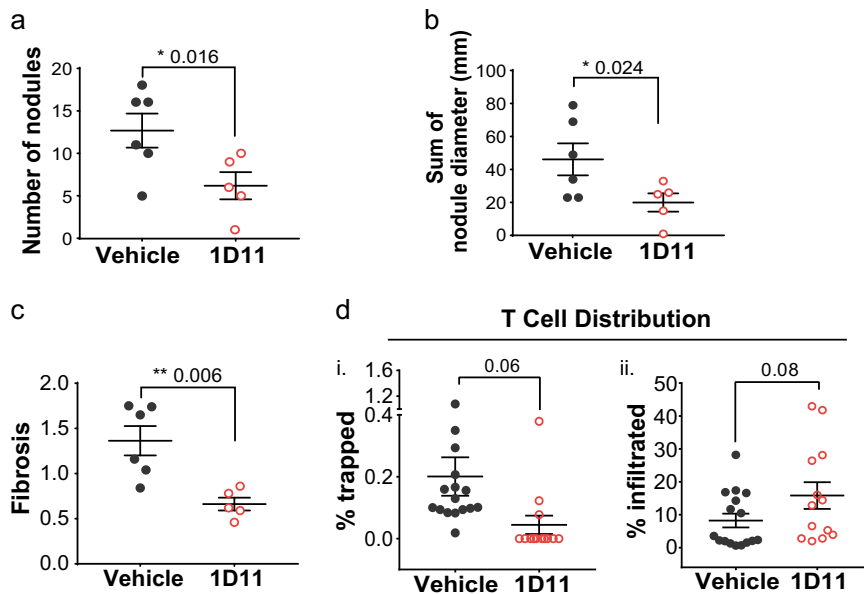 a
Number of nodules
* 0.016
20
15
10
5
0
Vehicle
1D11
b
Sum of
nodule diameter (mm)
* 0.024
100
80
60
40
20
0
Vehicle
1D11
c
Fibrosis
** 0.006
2.0
1.5
1.0
0.5
0.0
Vehicle
1D11
d
T Cell Distribution
i.
% trapped
0.06
1.6
1.2
0.4
0.2
0.0
Vehicle
1D11
ii.
% infiltrated
0.08
50
40
30
20
10
0
Vehicle
1D11